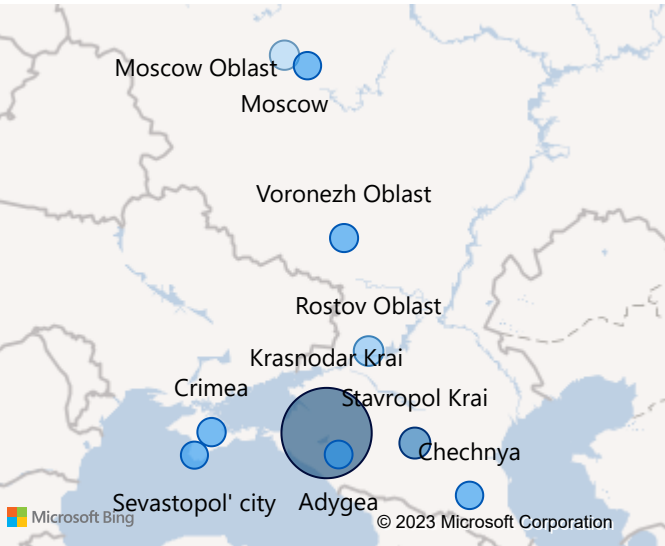 Moscow Oblast
Moscow
Voronezh Oblast
Rostov Oblast
Krasnodar Krai
Crimea
Stavropol Krai
Chechnya
Sevastopol' city
Adygea
Microsoft Bing
© 2023 Microsoft Corporation